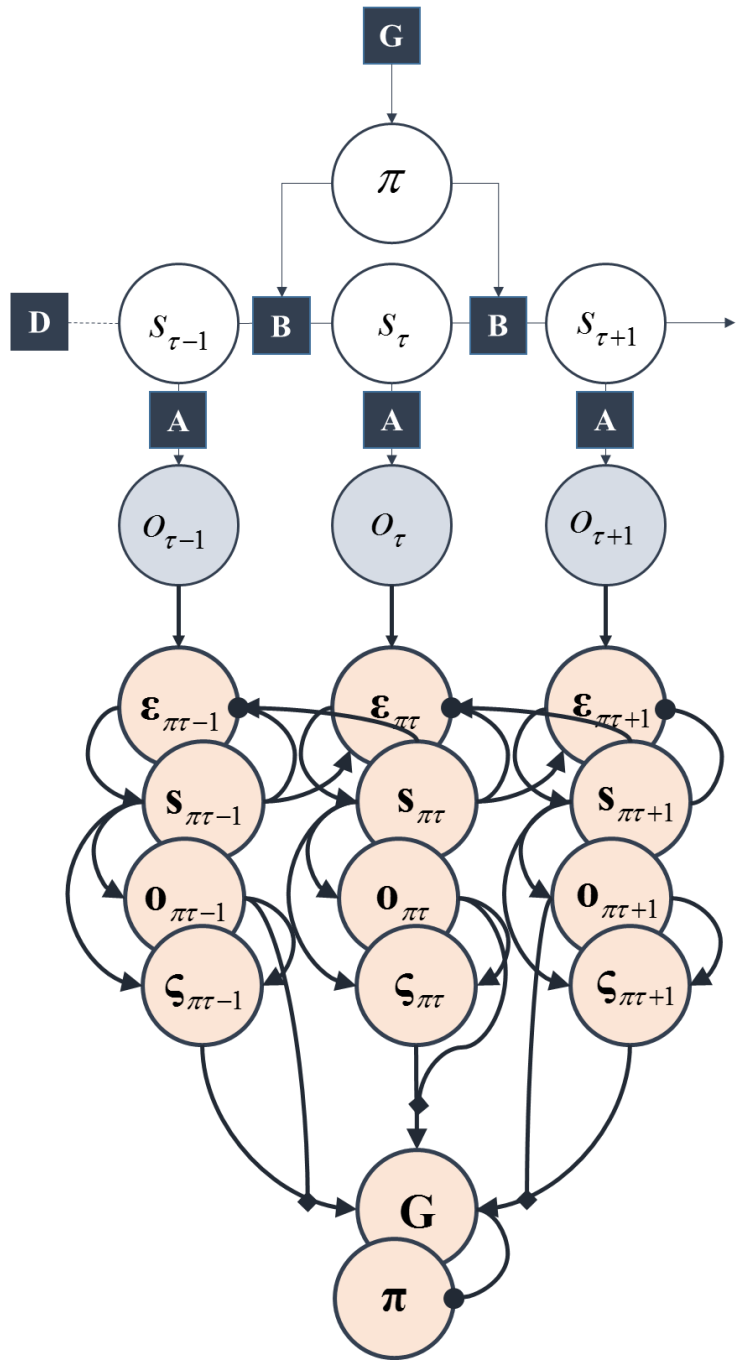 G
π
D s_{τ−1} B s_τ B s_{τ+1}
A A A
o_{τ−1} o_τ o_{τ+1}
ε_{πτ−1} ε_{πτ} ε_{πτ+1}
s_{πτ−1} s_{πτ} s_{πτ+1}
o_{πτ−1} o_{πτ} o_{πτ+1}
ς_{πτ−1} ς_{πτ} ς_{πτ+1}
G
π